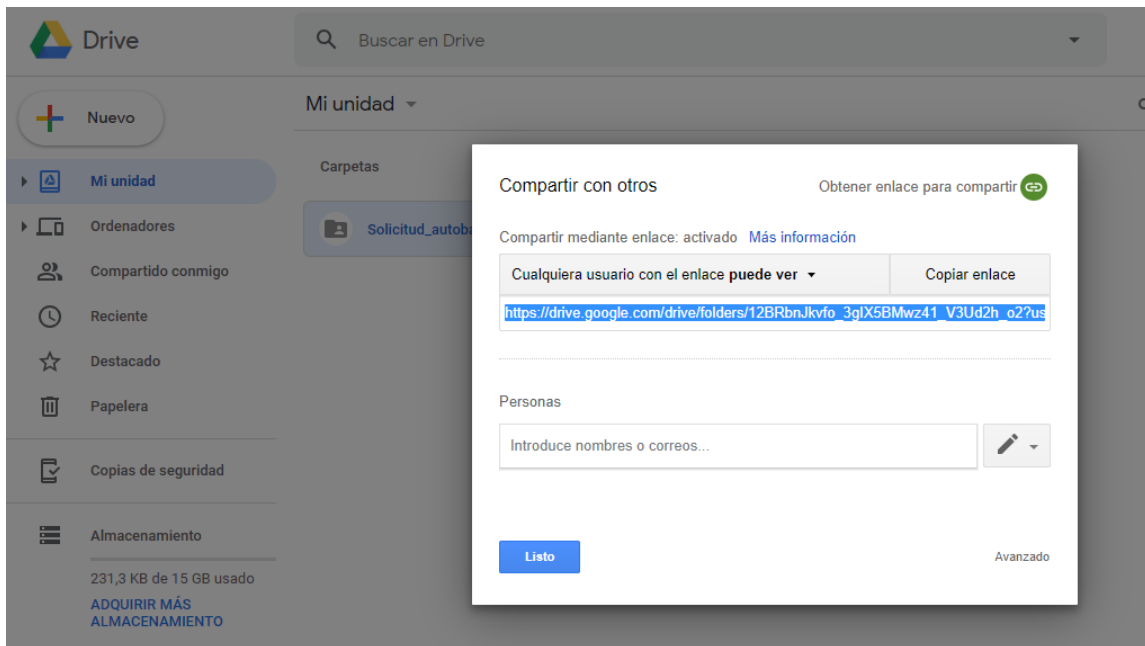 Drive
Buscar en Drive
Nuevo
Mi unidad
Ordenadores
Compartido conmigo
Reciente
Destacado
Papelera
Copias de seguridad
Almacenamiento
231,3 KB de 15 GB usado
ADQUIRIR MÁS
ALMACENAMIENTO
Mi unidad
Carpetas
Solicitud_autoba
Compartir con otros
Obtener enlace para compartir
Compartir mediante enlace: activado Más información
Cualquiera usuario con el enlace puede ver
Copiar enlace
https://drive.google.com/drive/folders/12BRbnJkvfo_3glX5BMwz41_V3Ud2h_o2?us
Personas
Introduce nombres o correos...
Listo
Avanzado